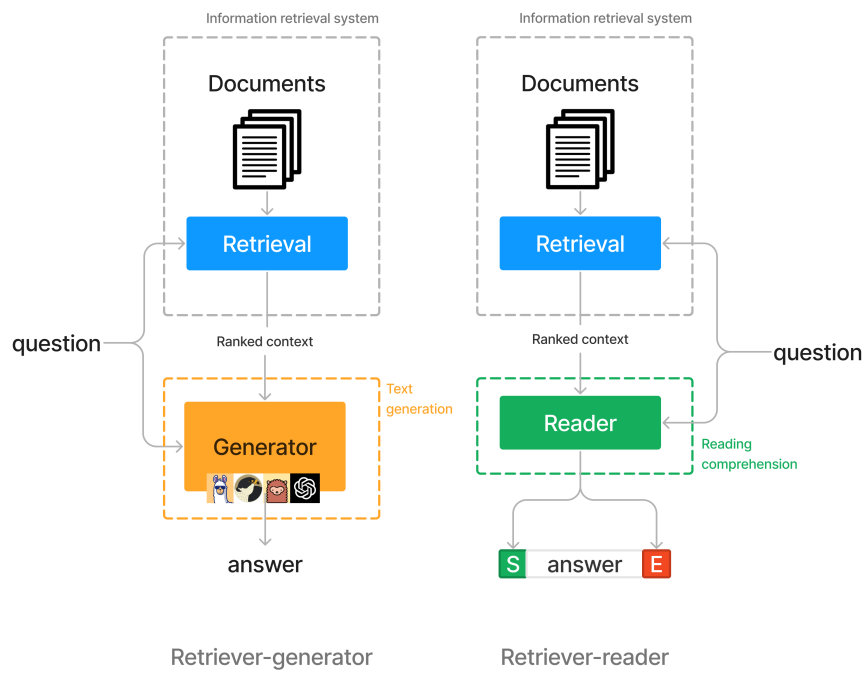 Information retrieval system
Documents
Retrieval
question
Ranked context
Text
generation
Generator
answer
Retriever-generator
Information retrieval system
Documents
Retrieval
question
Ranked context
Reader
Reading
comprehension
S answer E
Retriever-reader